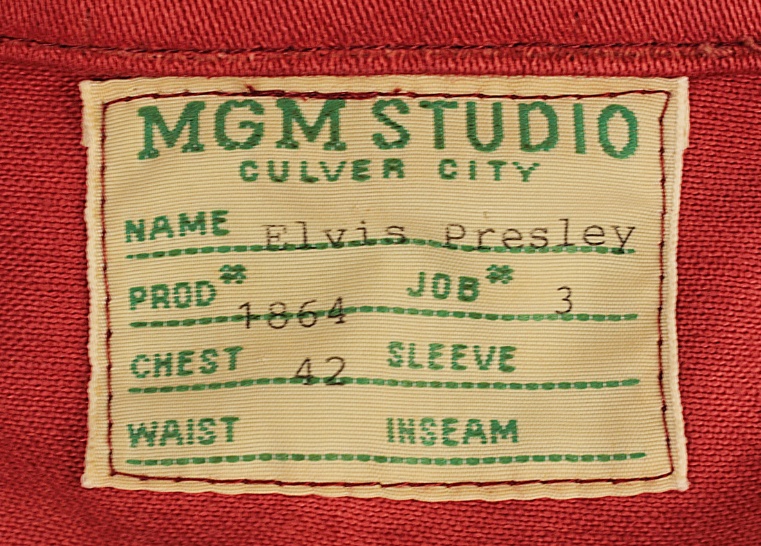 MGM STUDIO
CULVER CITY
NAME Elvis Presley
PROD# 1864 JOB# 3
CHEST 42 SLEEVE
WAIST INSEAM